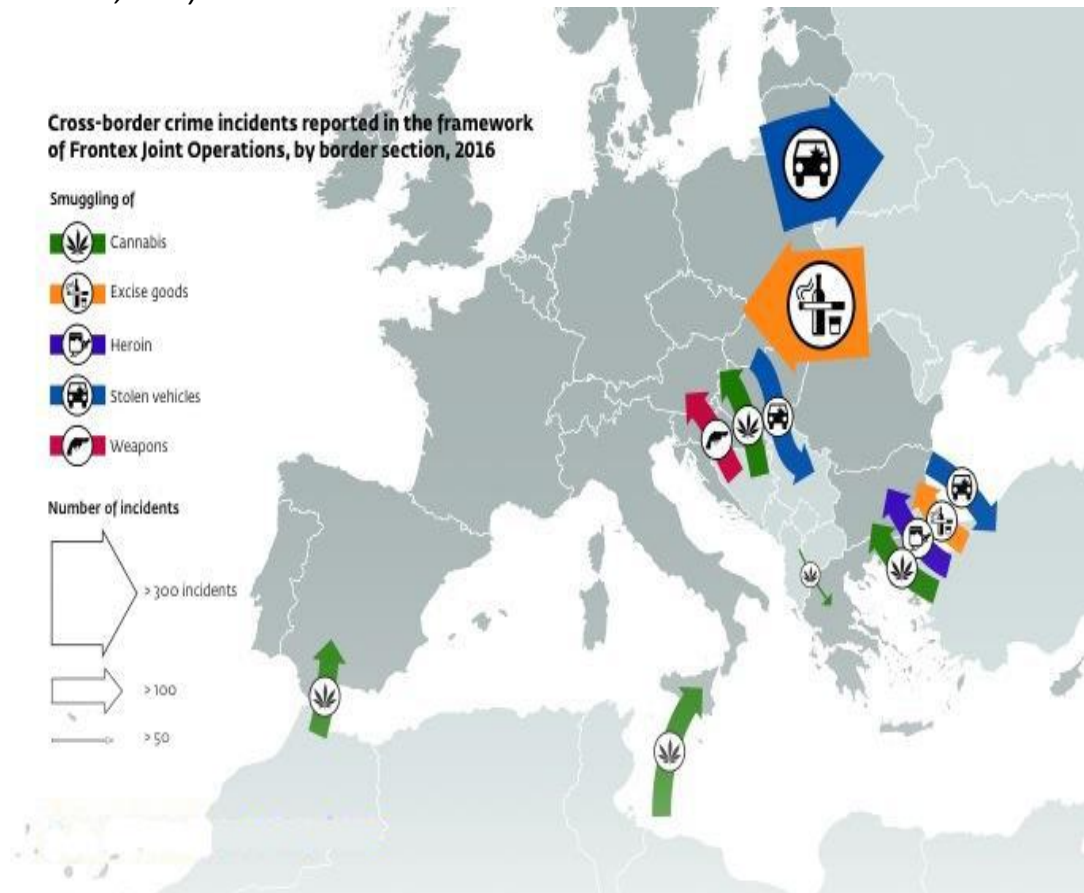 Cross-border crime incidents reported in the framework
of Frontex Joint Operations, by border section, 2016
Smuggling of
Cannabis
Excise goods
Heroin
Stolen vehicles
Weapons
Number of incidents
> 300 incidents
> 100
> 50